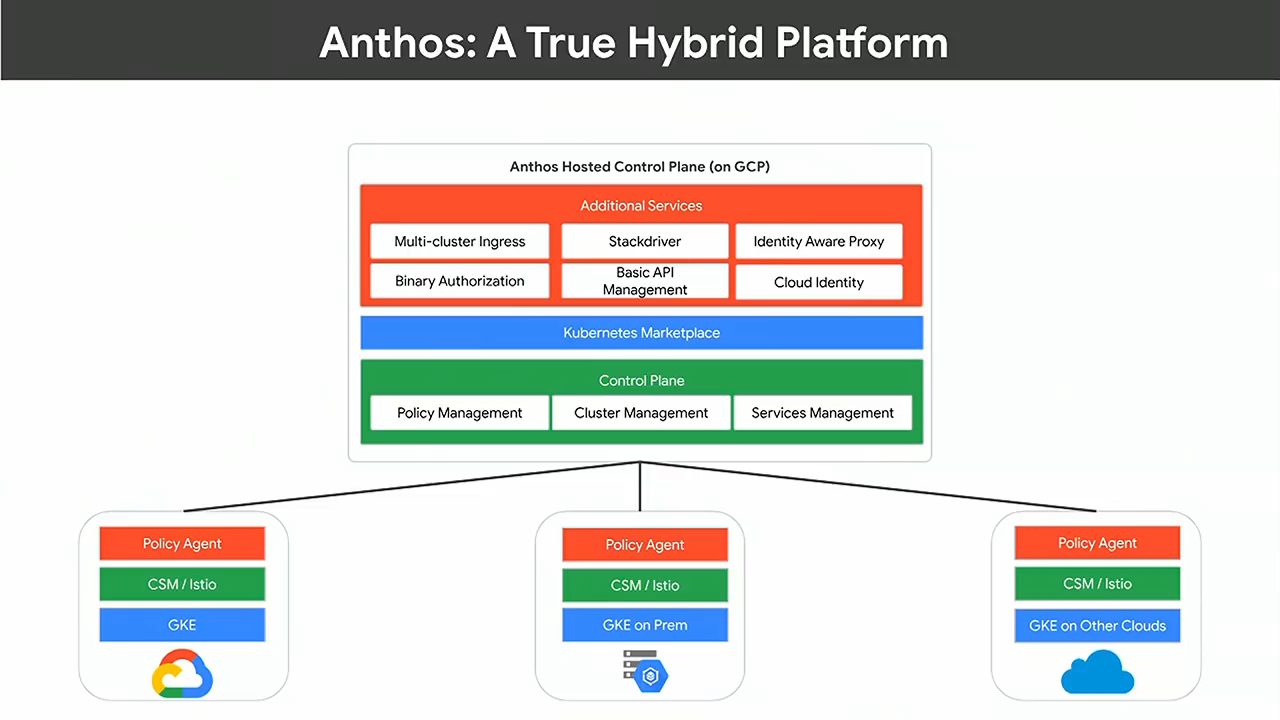 Anthos: A True Hybrid Platform
Anthos Hosted Control Plane (on GCP)
Additional Services
Multi-cluster Ingress
Stackdriver
Identity Aware Proxy
Binary Authorization
Basic API
Management
Cloud Identity
Kubernetes Marketplace
Control Plane
Policy Management
Cluster Management
Services Management
Policy Agent
CSM / Istio
GKE
Policy Agent
CSM / Istio
GKE on Prem
Policy Agent
CSM / Istio
GKE on Other Clouds